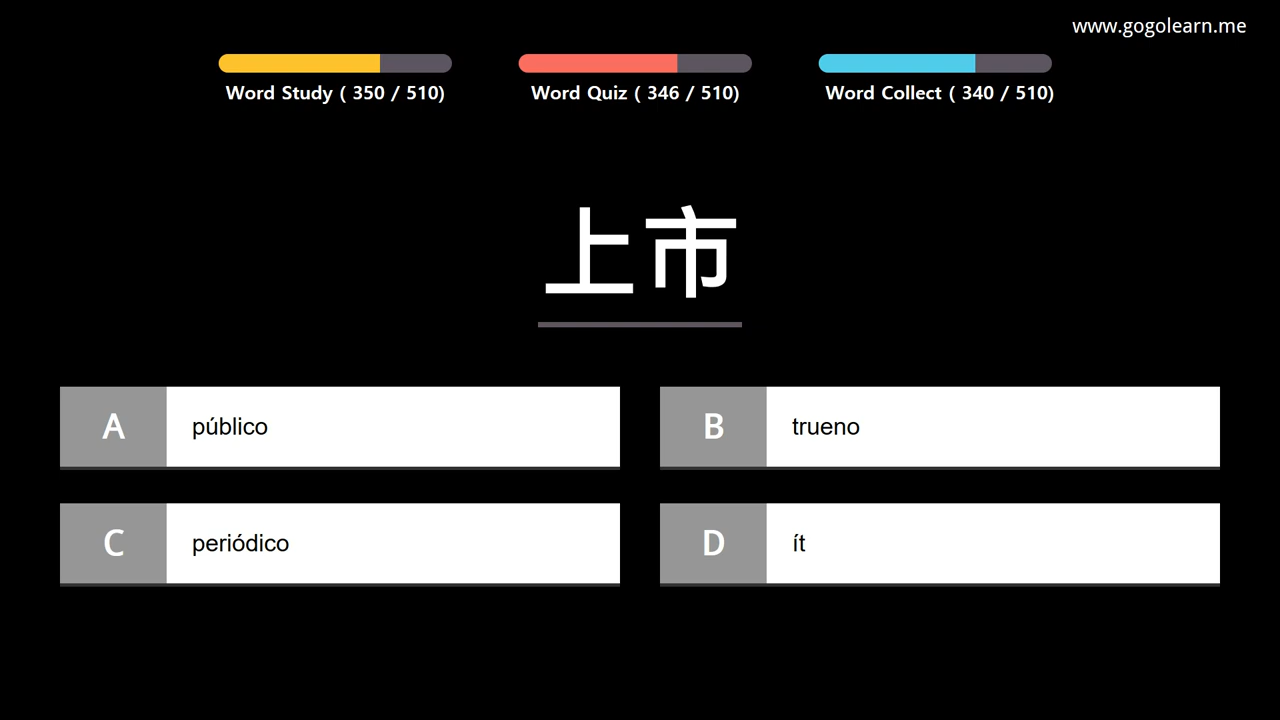 www.gogolearn.me
Word Study ( 350 / 510)
Word Quiz ( 346 / 510)
Word Collect ( 340 / 510)
上市
A público
B trueno
C periódico
D ít